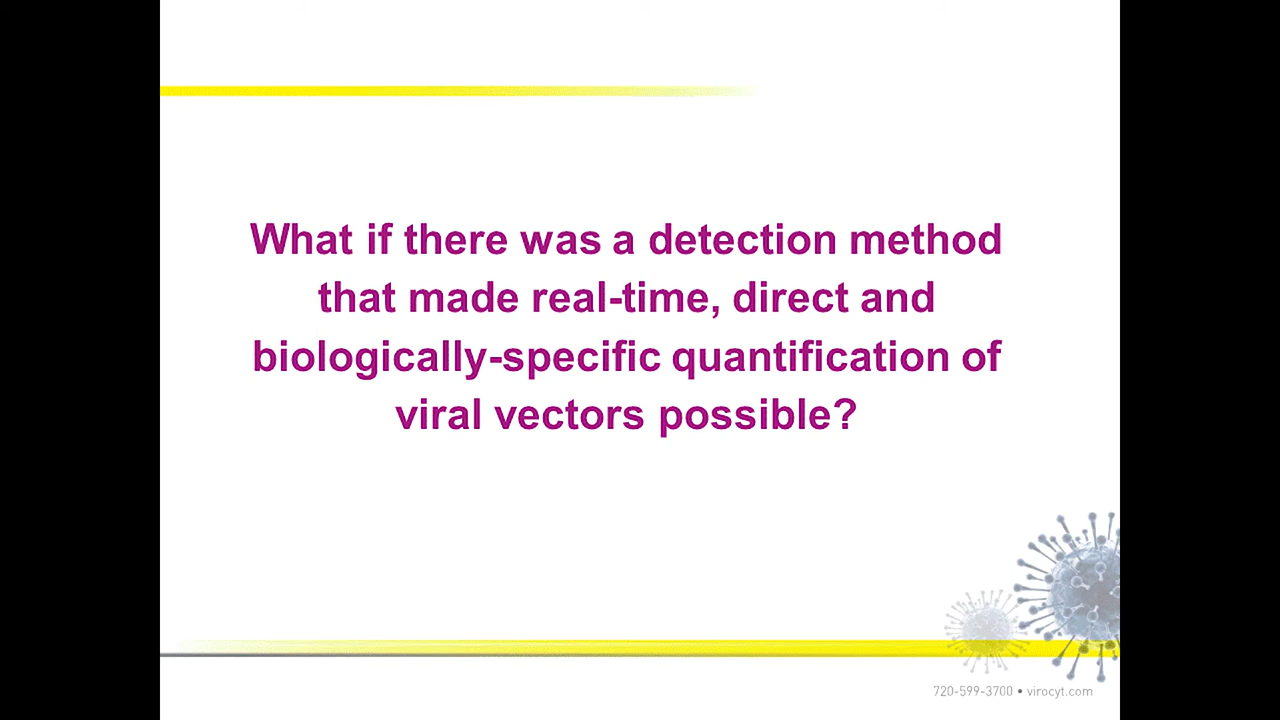 What if there was a detection method
that made real-time, direct and
biologically-specific quantification of
viral vectors possible?
720-599-3700 • virocyt.com